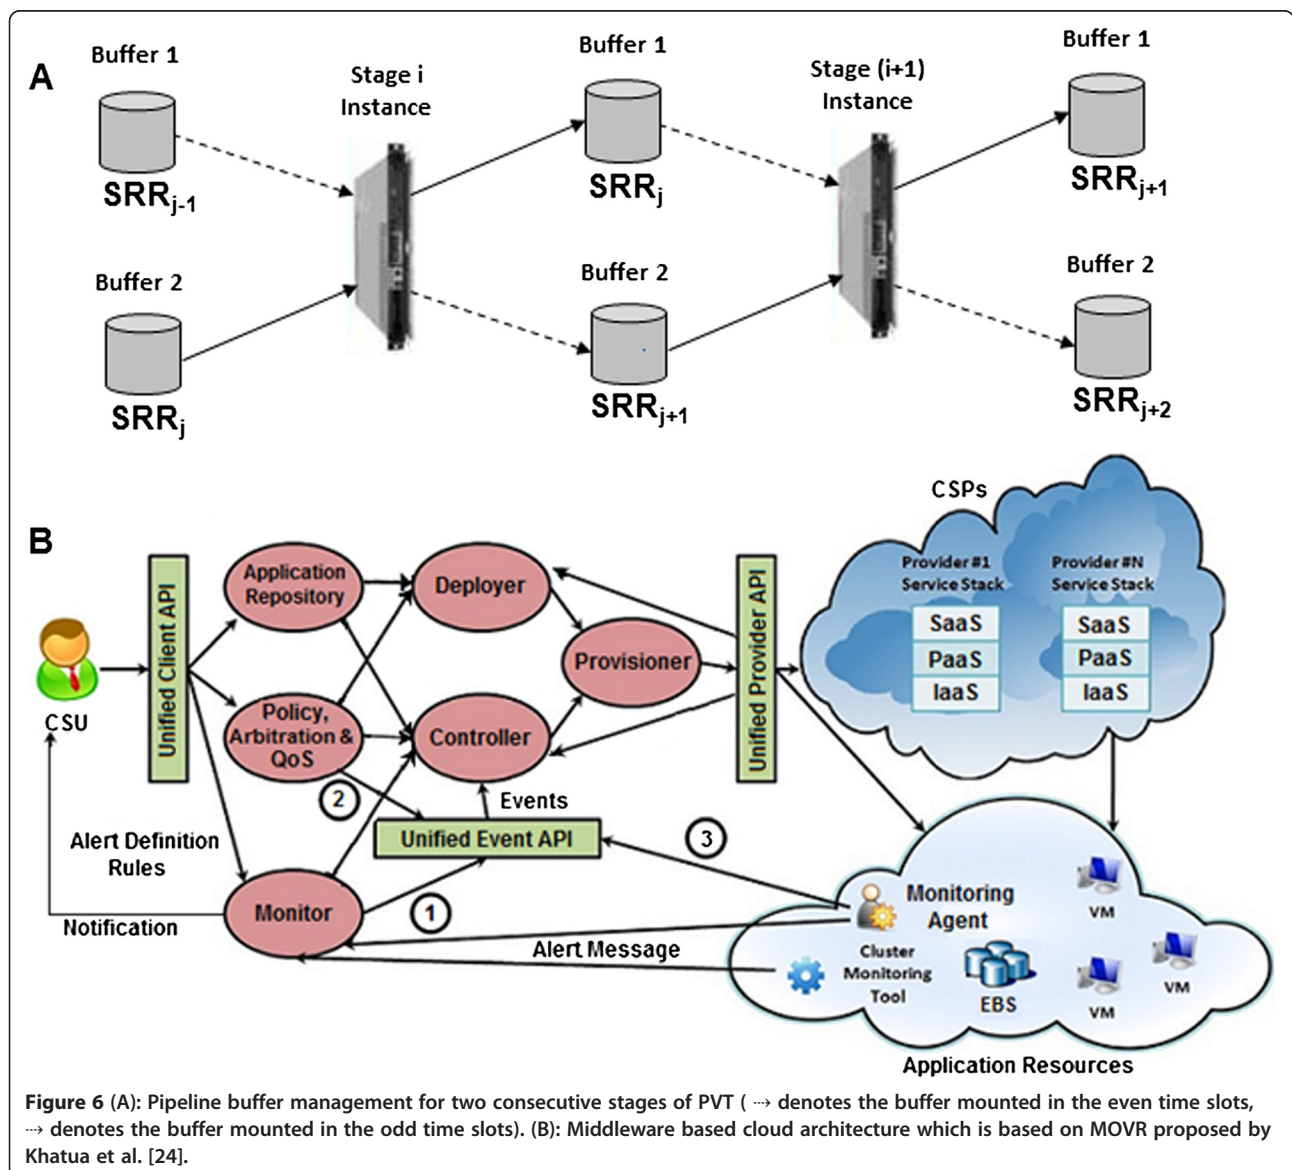 A
Buffer 1
Stage i
Instance
Buffer 1
Stage (i+1)
Instance
Buffer 1
SRRj-1
SRRj
SRRj+1
Buffer 2
Buffer 2
Buffer 2
SRRj
SRRj+1
SRRj+2
B
CSPs
Provider #1
Service Stack
SaaS
PaaS
IaaS
Provider #N
Service Stack
SaaS
PaaS
IaaS
CSU
Unified Client API
Application
Repository
Deployer
Provisioner
Policy,
Arbitration &
QoS
Controller
Unified Provider API
2
Events
Unified Event API
3
Alert Definition
Rules
Monitor
1
Notification
Alert Message
Monitoring
Agent
Cluster
Monitoring
Tool
EBS
VM
VM
VM
Application Resources
Figure 6 (A): Pipeline buffer management for two consecutive stages of PVT ( ⤏ denotes the buffer mounted in the even time slots,
⤏ denotes the buffer mounted in the odd time slots). (B): Middleware based cloud architecture which is based on MOVR proposed by
Khatua et al. [24].